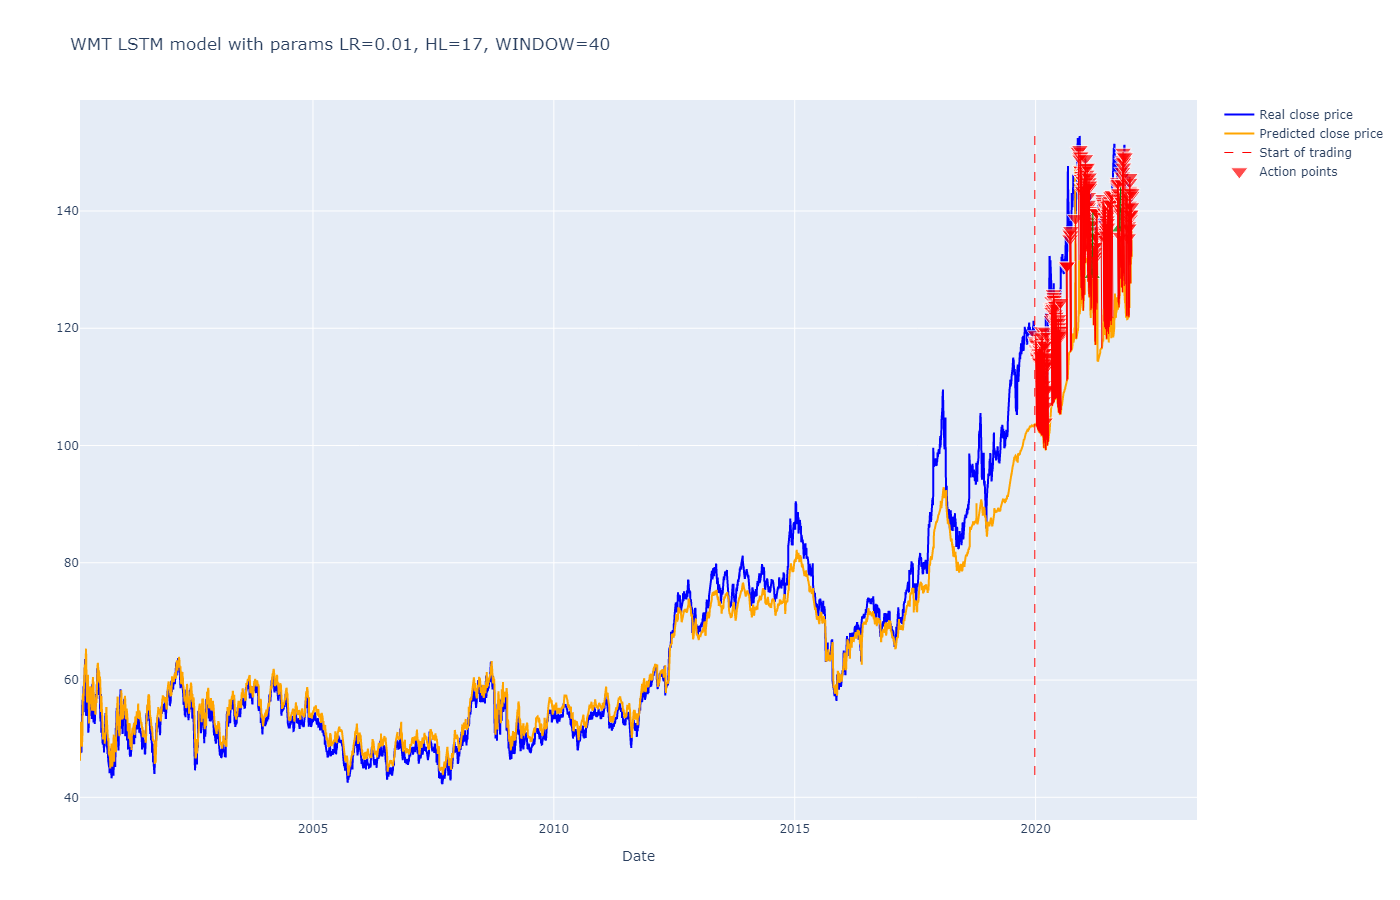 WMT LSTM model with params LR=0.01, HL=17, WINDOW=40
Real close price
Predicted close price
Start of trading
Action points
140
120
100
80
60
40
2005
2010
2015
2020
Date